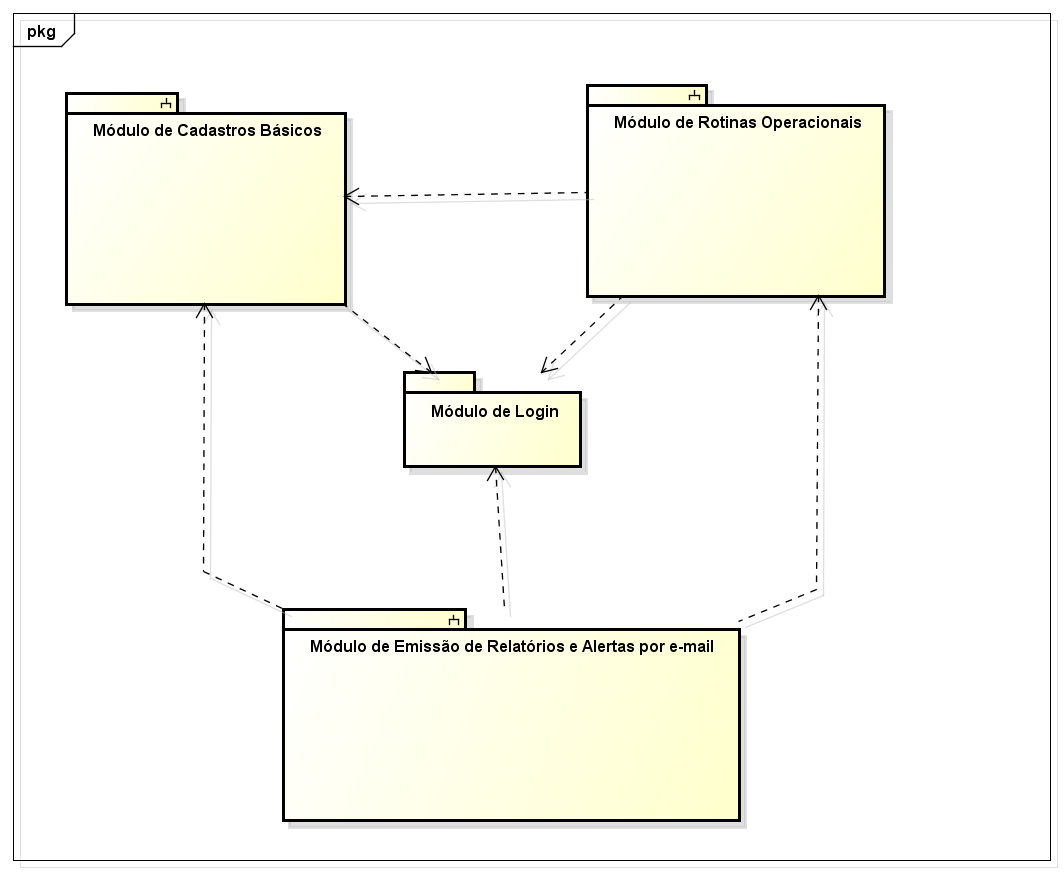 pkg
Módulo de Cadastros Básicos
Módulo de Rotinas Operacionais
Módulo de Login
Módulo de Emissão de Relatórios e Alertas por e-mail